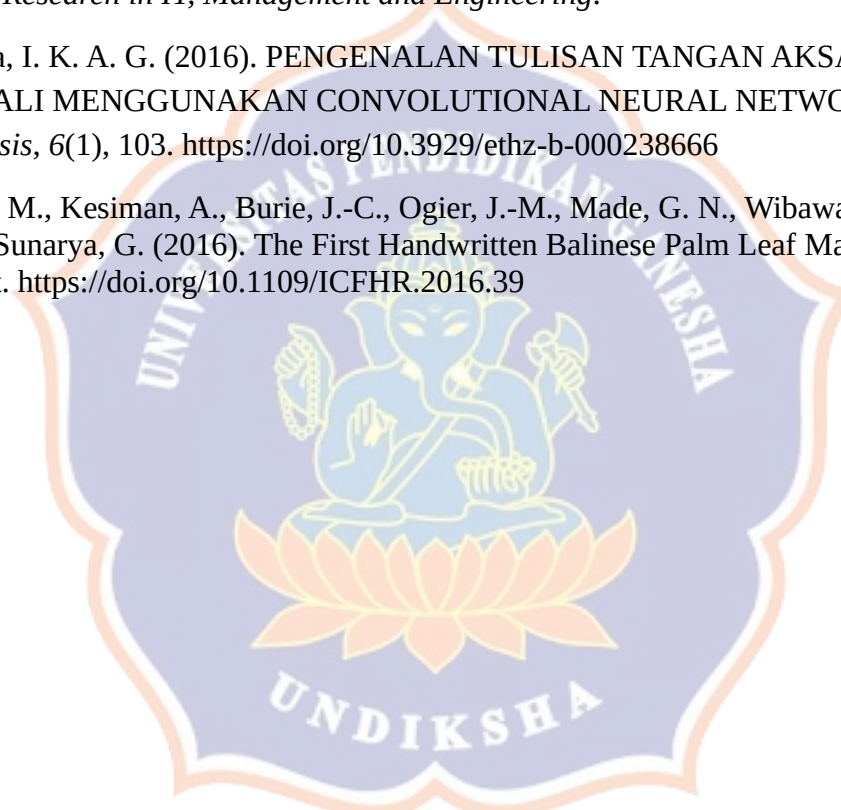 Research in IT, Management and Engineering.
a, I. K. A. G. (2016). PENGENALAN TULISAN TANGAN AKSA
ALI MENGGUNAKAN CONVOLUTIONAL NEURAL NETWO
sis, 6(1), 103. https://doi.org/10.3929/ethz-b-000238666
M., Kesiman, A., Burie, J.-C., Ogier, J.-M., Made, G. N., Wibawa
Sunarya, G. (2016). The First Handwritten Balinese Palm Leaf Ma
t. https://doi.org/10.1109/ICFHR.2016.39
UNIVERSITAS PENDIDIKAN GANESHA
UNDIKSHA